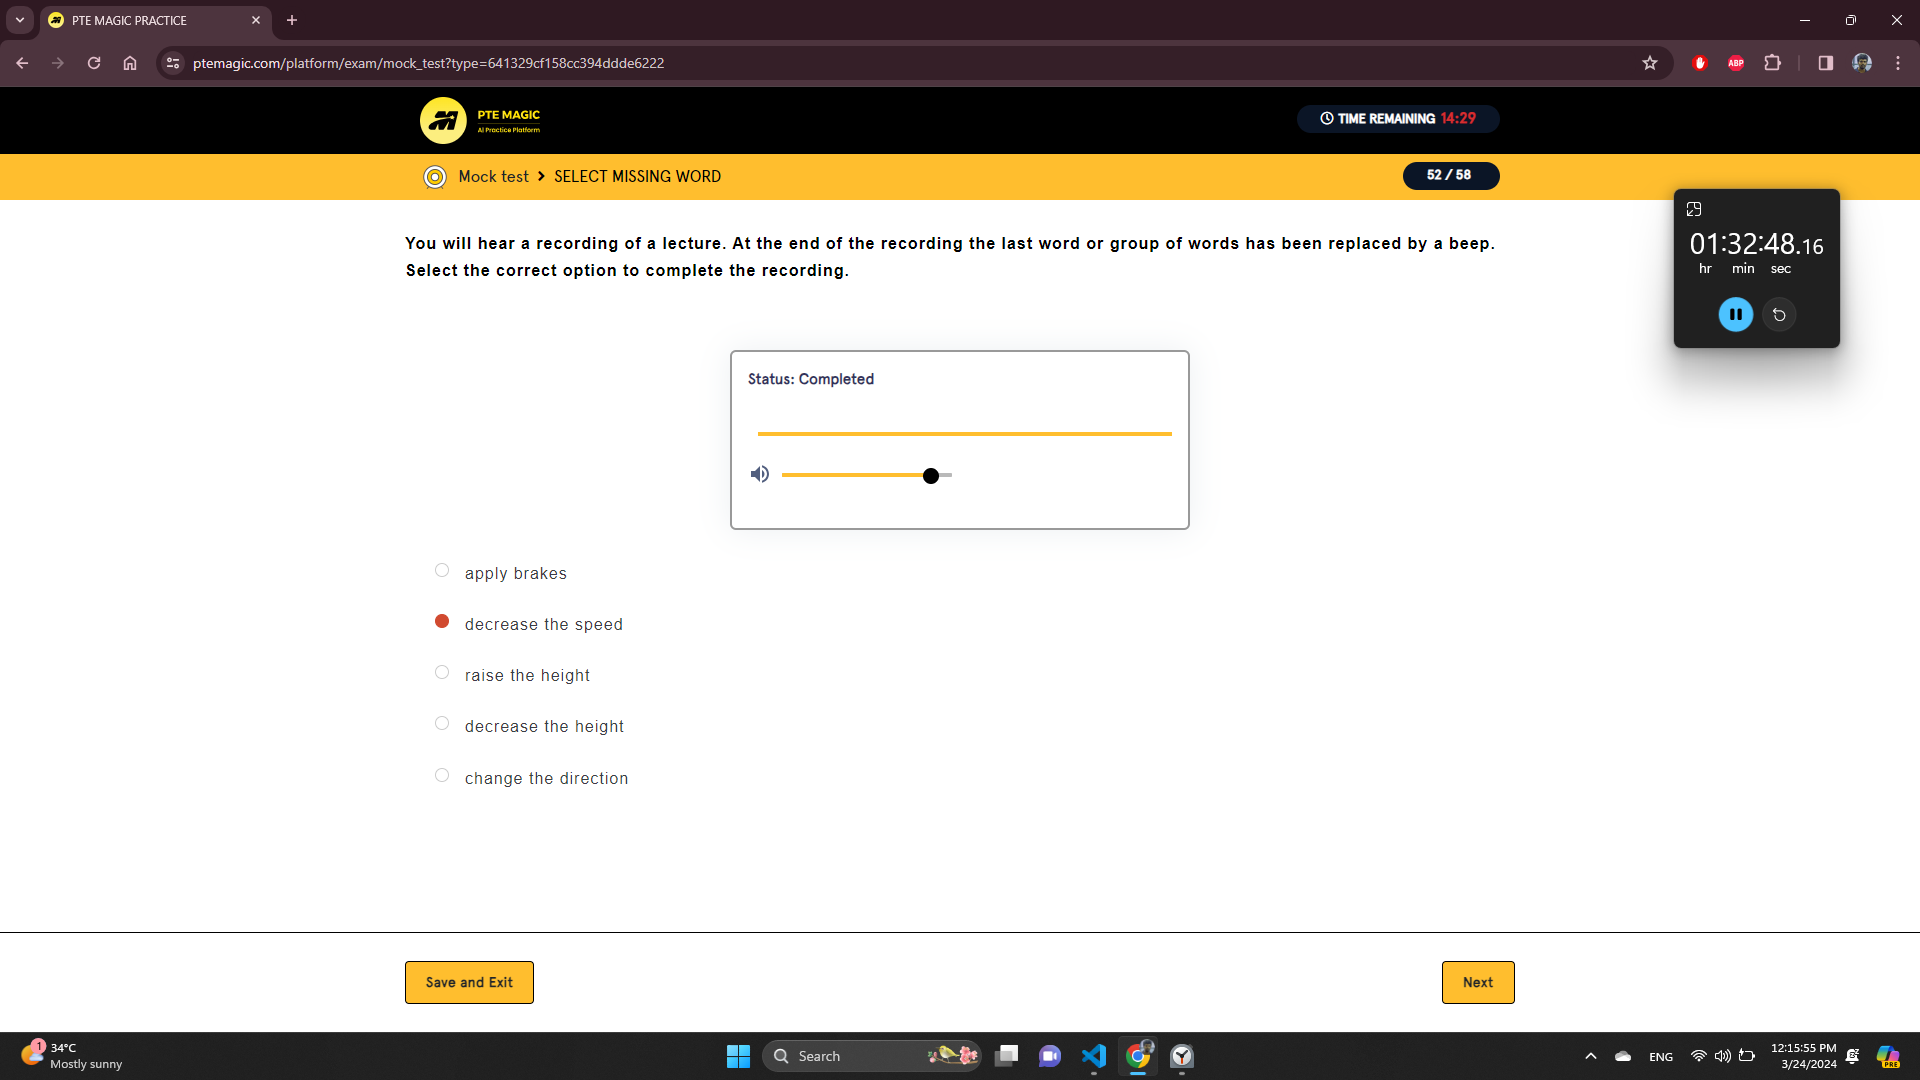 PTE MAGIC PRACTICE
ptemagic.com/platform/exam/mock_test?type=641329cf158cc394ddde6222
ABP
PTE MAGIC
AI Practice Platform
TIME REMAINING 14:29
Mock test > SELECT MISSING WORD
52 / 58
01:32:48.16
hr min sec
You will hear a recording of a lecture. At the end of the recording the last word or group of words has been replaced by a beep.
Select the correct option to complete the recording.
Status: Completed
apply brakes
decrease the speed
raise the height
decrease the height
change the direction
Save and Exit
Next
1
34°C
Mostly sunny
Search
ENG
12:15:55 PM
3/24/2024
PRE